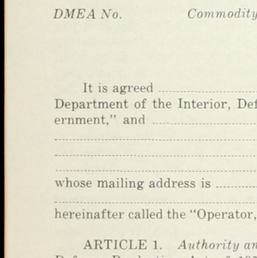 DMEA No. Commodity
It is agreed
Department of the Interior, Def
ernment," and
whose mailing address is
hereinafter called the "Operator,
ARTICLE 1. Authority an